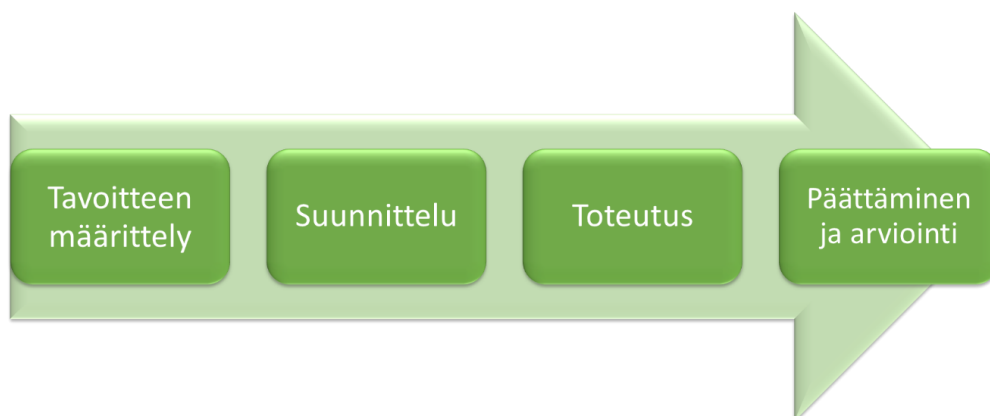 Tavoitteen
määrittely
Suunnittelu
Toteutus
Päättäminen
ja arviointi